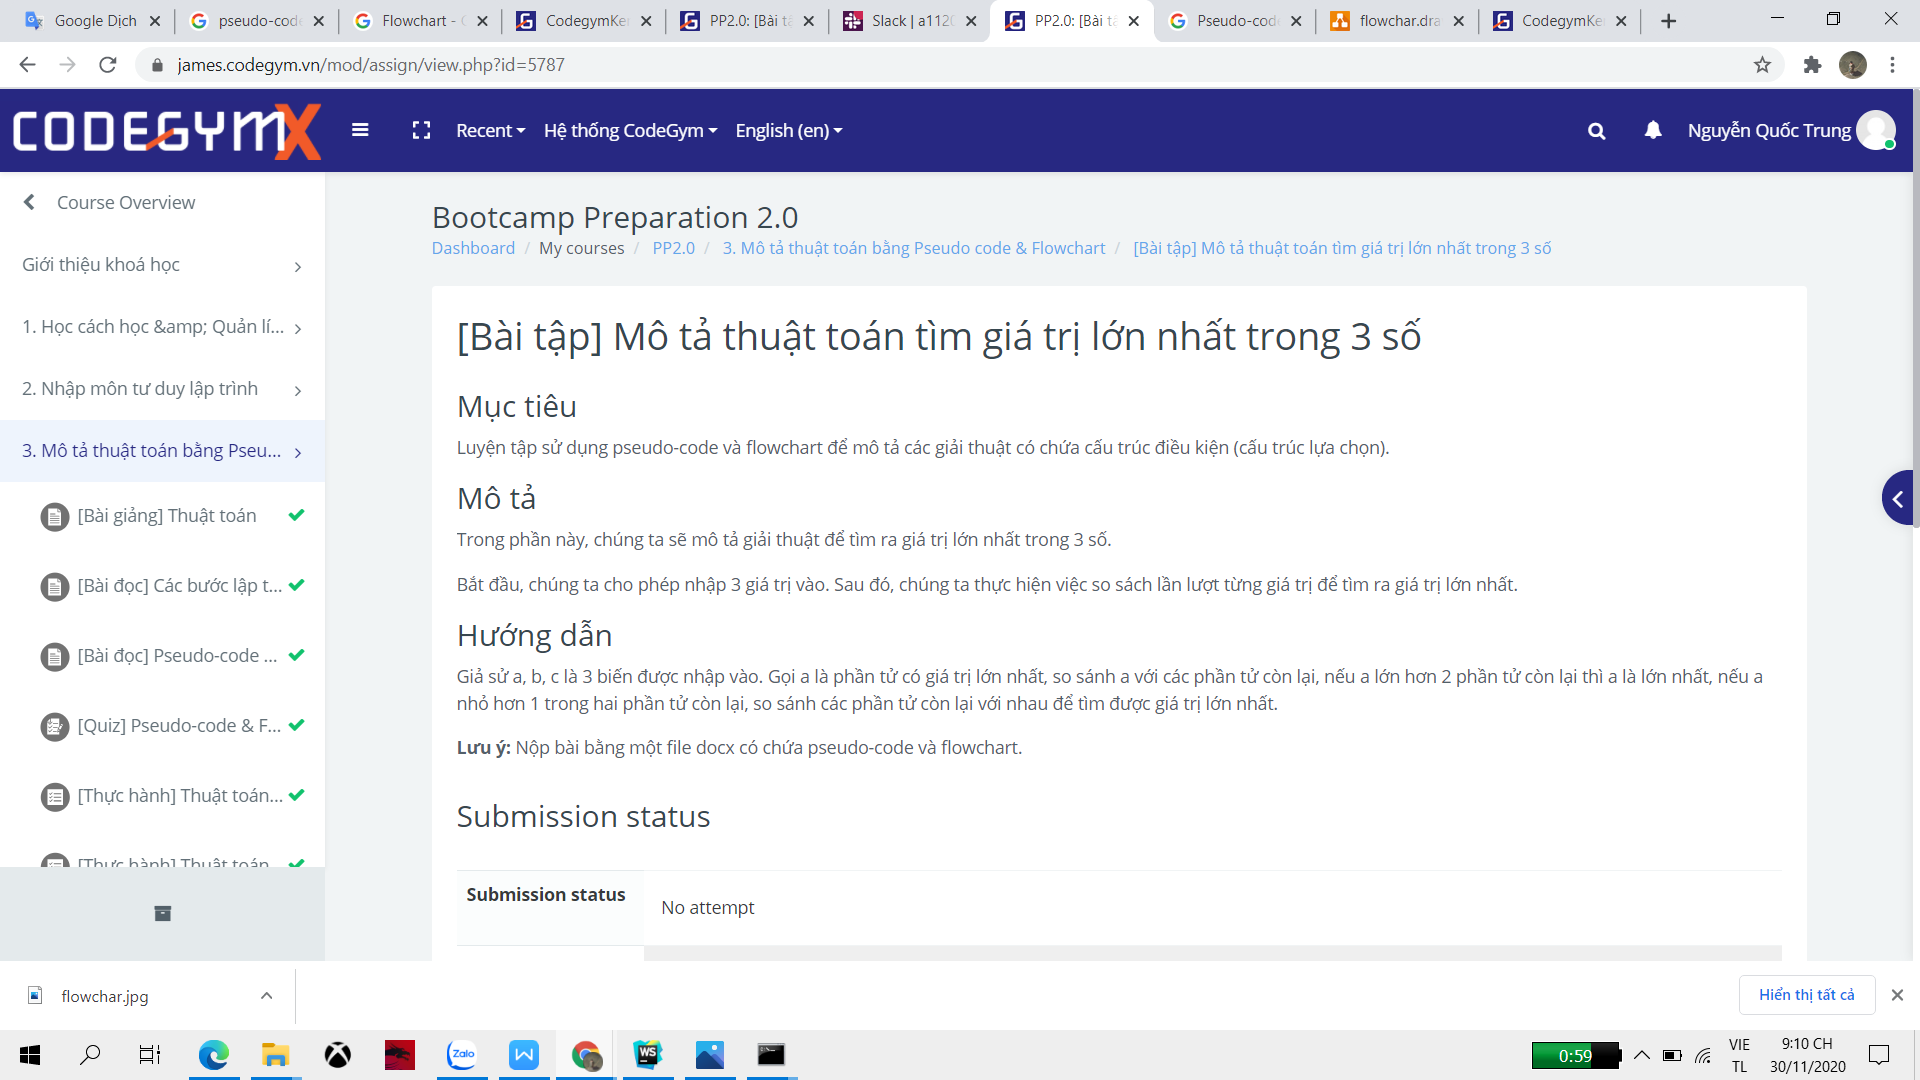 Google Dịch
pseudo-cod
Flowchart - 
CodegymKe
PP2.0: [Bài tậ
Slack | a112
PP2.0: [Bài tậ
Pseudo-cod
flowchar.dra
CodegymKe
james.codegym.vn/mod/assign/view.php?id=5787
CODEGYMX
Recent
Hệ thống CodeGym
English (en)
Nguyễn Quốc Trung
Course Overview
Giới thiệu khoá học
1. Học cách học &amp; Quản lí...
2. Nhập môn tư duy lập trình
3. Mô tả thuật toán bằng Pseu...
[Bài giảng] Thuật toán
[Bài đọc] Các bước lập t...
[Bài đọc] Pseudo-code ...
[Quiz] Pseudo-code & F...
[Thực hành] Thuật toán...
[Thực hành] Thuật toán
Bootcamp Preparation 2.0
Dashboard / My courses / PP2.0 / 3. Mô tả thuật toán bằng Pseudo code & Flowchart / [Bài tập] Mô tả thuật toán tìm giá trị lớn nhất trong 3 số
[Bài tập] Mô tả thuật toán tìm giá trị lớn nhất trong 3 số
Mục tiêu
Luyện tập sử dụng pseudo-code và flowchart để mô tả các giải thuật có chứa cấu trúc điều kiện (cấu trúc lựa chọn).
Mô tả
Trong phần này, chúng ta sẽ mô tả giải thuật để tìm ra giá trị lớn nhất trong 3 số.
Bắt đầu, chúng ta cho phép nhập 3 giá trị vào. Sau đó, chúng ta thực hiện việc so sách lần lượt từng giá trị để tìm ra giá trị lớn nhất.
Hướng dẫn
Giả sử a, b, c là 3 biến được nhập vào. Gọi a là phần tử có giá trị lớn nhất, so sánh a với các phần tử còn lại, nếu a lớn hơn 2 phần tử còn lại thì a là lớn nhất, nếu a
nhỏ hơn 1 trong hai phần tử còn lại, so sánh các phần tử còn lại với nhau để tìm được giá trị lớn nhất.
Lưu ý: Nộp bài bằng một file docx có chứa pseudo-code và flowchart.
Submission status
Submission status
No attempt
flowchar.jpg
Hiển thị tất cả
Zalo
WS
0:59
VIE
TL
9:10 CH
30/11/2020